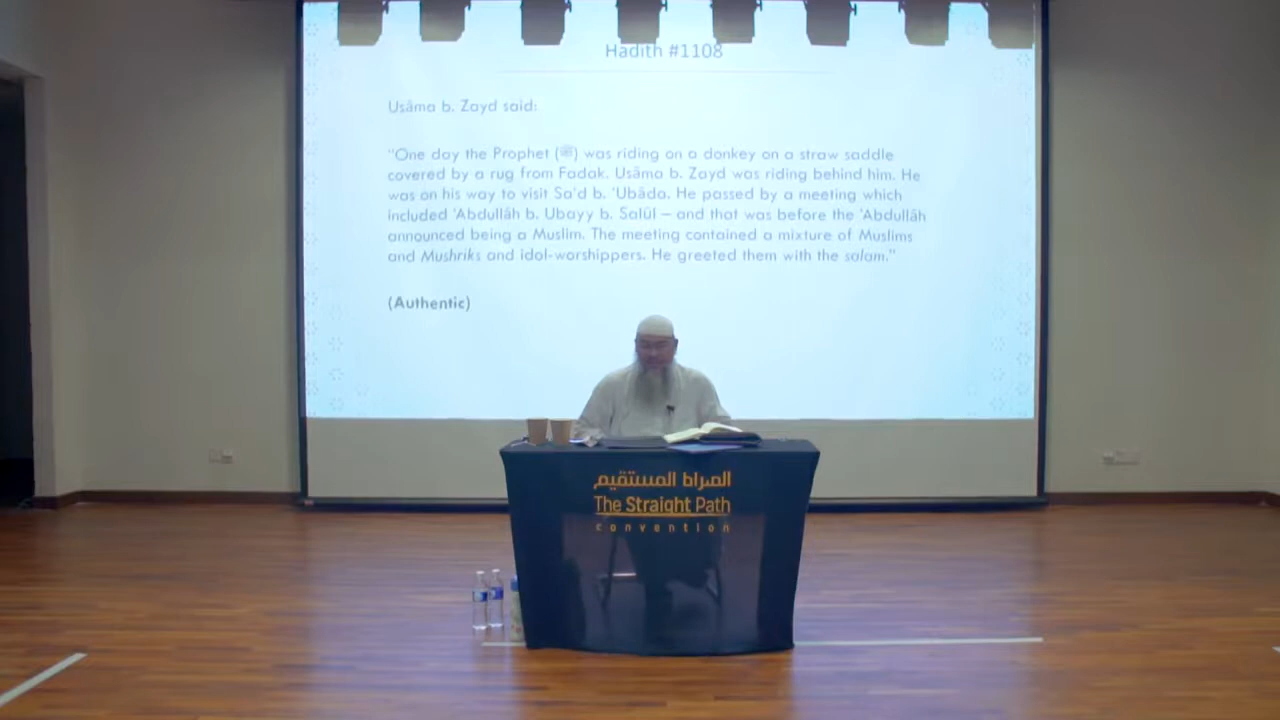 Hadith #1108
Usāma b. Zayd said:
"One day the Prophet (ﷺ) was riding on a donkey on a straw saddle
covered by a rug from Fadak. Usāma b. Zayd was riding behind him. He
was on his way to visit Sa'd b. 'Ubāda. He passed by a meeting which
included 'Abdullāh b. Ubayy b. Salūl – and that was before the 'Abdullāh
announced being a Muslim. The meeting contained a mixture of Muslims
and Mushriks and idol-worshippers. He greeted them with the salam."
(Authentic)
الصراط المستقيم
The Straight Path
convention